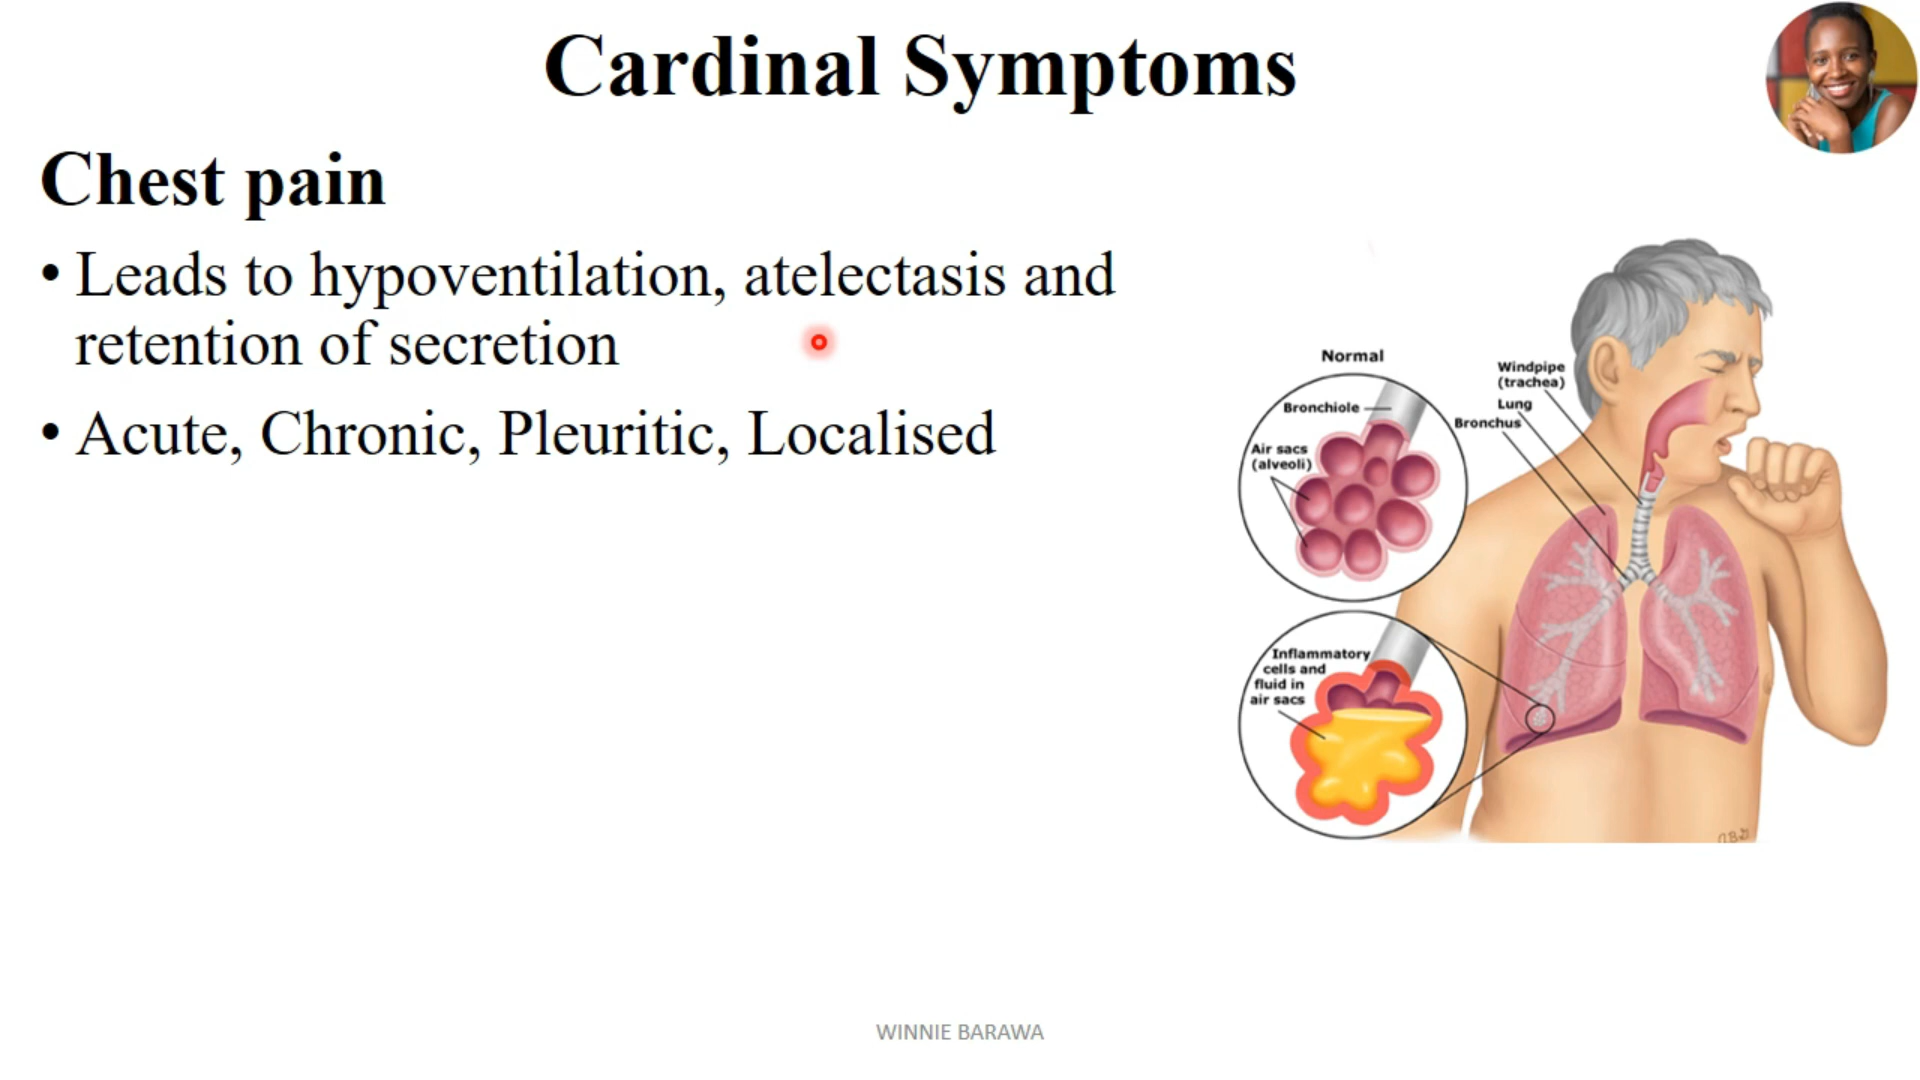 Cardinal Symptoms
Chest pain
• Leads to hypoventilation, atelectasis and
retention of secretion
• Acute, Chronic, Pleuritic, Localised
Normal
Bronchiole
Air sacs
(alveoli)
Windpipe
(trachea)
Lung
Bronchus
Inflammatory
cells and
fluid in
air sacs
WINNIE BARAWA